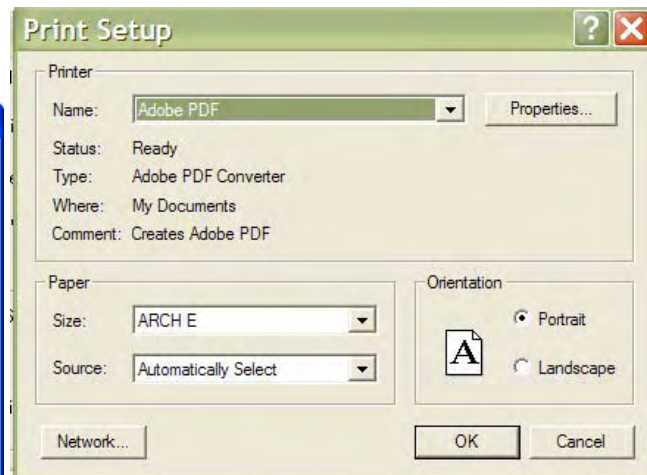 Print Setup ?
Printer
Name: Adobe PDF Properties...
Status: Ready
Type: Adobe PDF Converter
Where: My Documents
Comment: Creates Adobe PDF
Paper
Size: ARCH E
Source: Automatically Select
Orientation
A
Portrait
Landscape
Network... OK Cancel